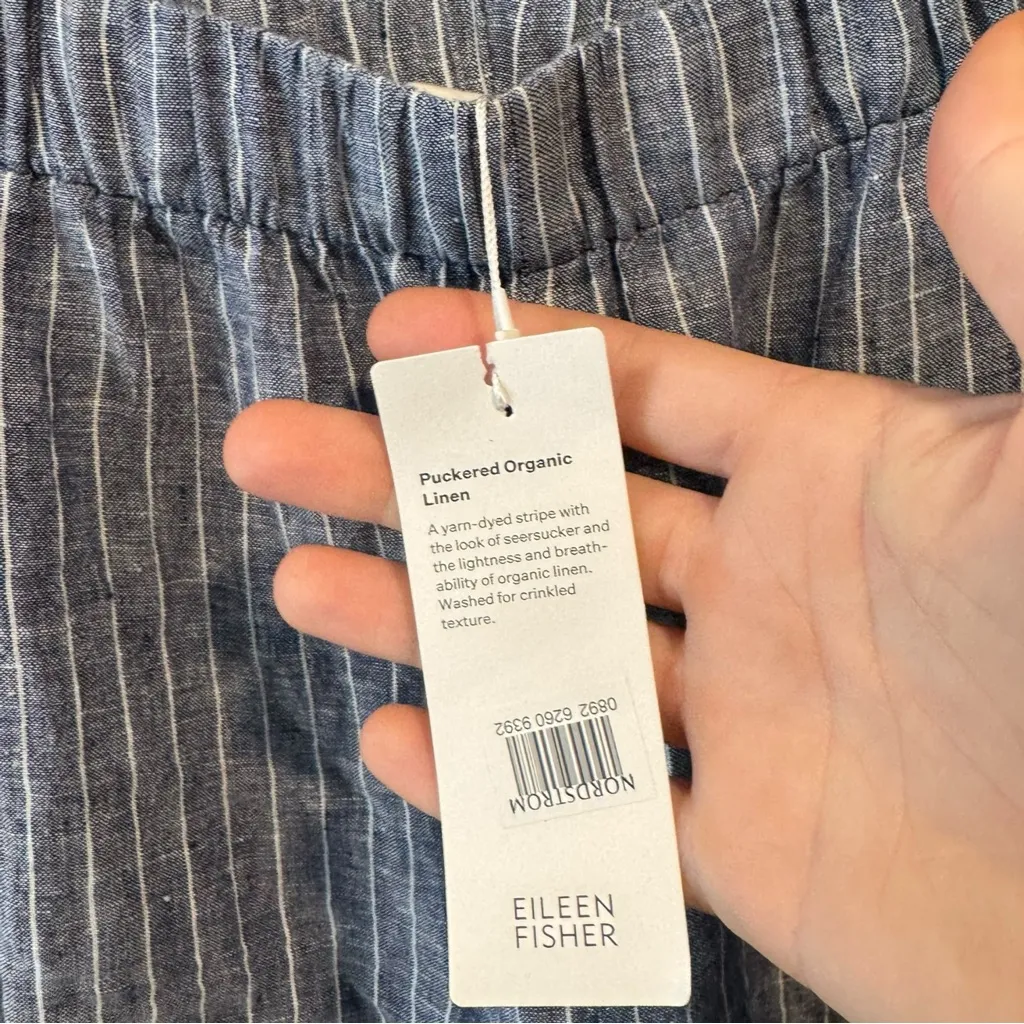 Puckered Organic
Linen
A yarn-dyed stripe with
the look of seersucker and
the lightness and breath-
ability of organic linen.
Washed for crinkled
texture.
0892 6260 9392
NORDSTROM
EILEEN
FISHER